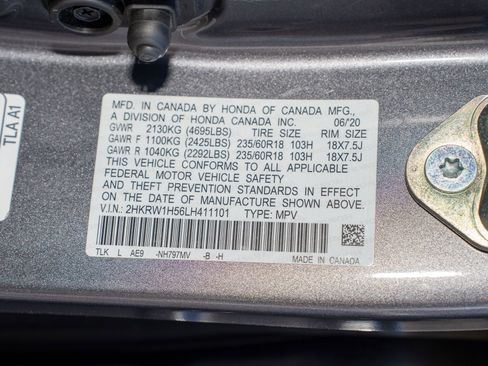 TLA A1
MFD. IN CANADA BY HONDA OF CANADA MFG.,
A DIVISION OF HONDA CANADA INC. 06/20
GVWR 2130KG (4695LBS) TIRE SIZE RIM SIZE
GAWR F 1100KG (2425LBS) 235/60R18 103H 18X7.5J
GAWR R 1040KG (2292LBS) 235/60R18 103H 18X7.5J
THIS VEHICLE CONFORMS TO ALL APPLICABLE
FEDERAL MOTOR VEHICLE SAFETY
AND THEFT PREVENTION STANDARDS IN EFFECT
ON THE DATE OF MANUFACTURE SHOWN ABOVE.
V.I.N.: 2HKRW1H56LH411101 TYPE: MPV
TLK L AE9 -NH797MV -B -H
MADE IN CANADA